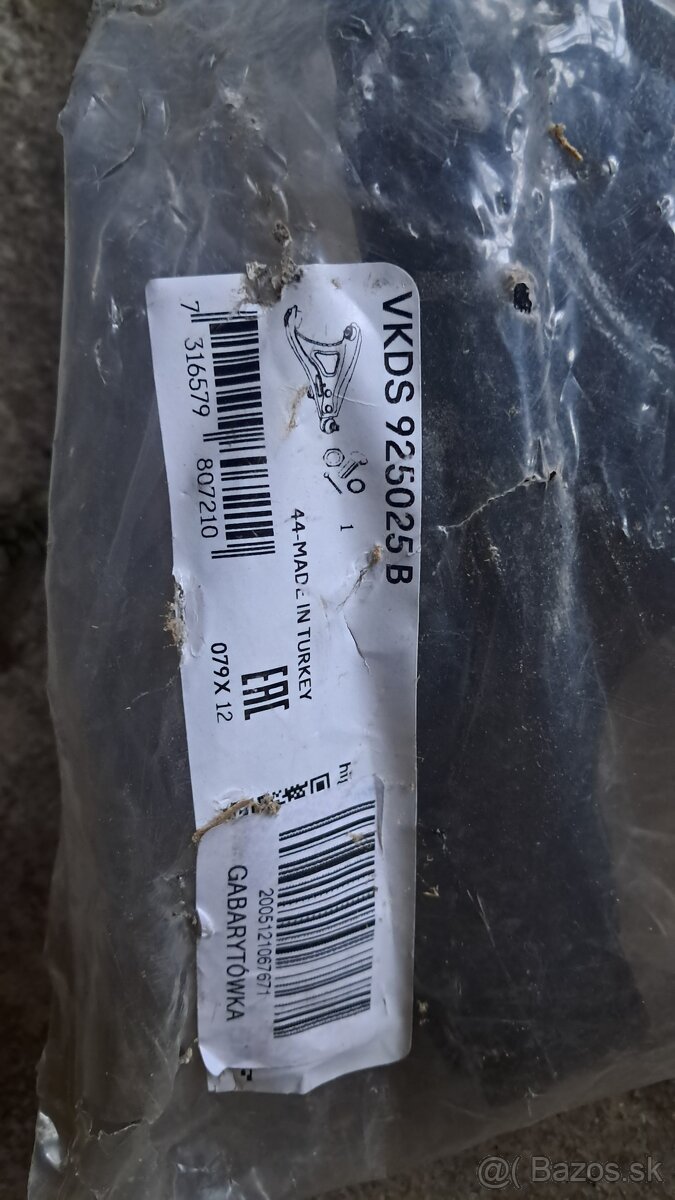 VKDS 925025 B
1
44-MADE IN TURKEY
7 316579 807210
EAC
079X 12
2005121067671
GABARYTÓWKA
@( Bazos.sk